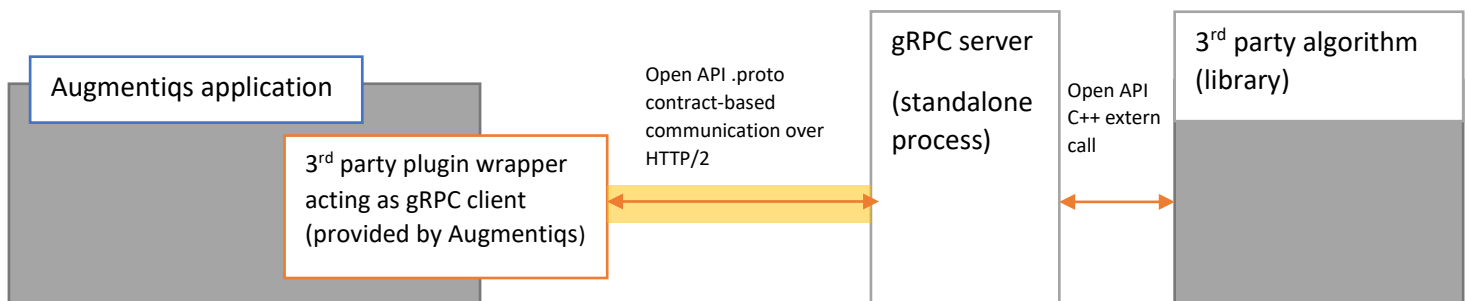 Augmentiqs application
3rd party plugin wrapper
acting as gRPC client
(provided by Augmentiqs)
Open API .proto
contract-based
communication over
HTTP/2
gRPC server
(standalone
process)
Open API
C++ extern
call
3rd party algorithm
(library)